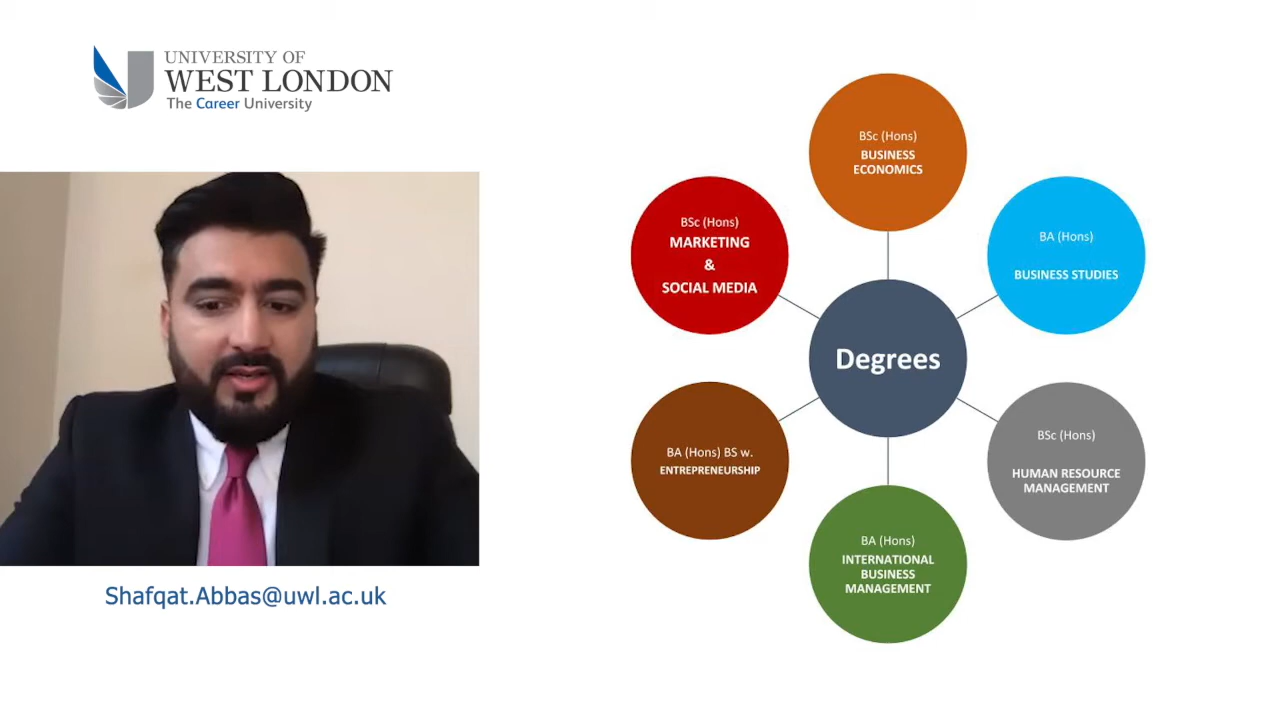 UNIVERSITY OF
WEST LONDON
The Career University
Shafqat.Abbas@uwl.ac.uk
BSc (Hons)
BUSINESS
ECONOMICS
BSc (Hons)
MARKETING
&
SOCIAL MEDIA
BA (Hons)
BUSINESS STUDIES
Degrees
BA (Hons) BS w.
ENTREPRENEURSHIP
BSc (Hons)
HUMAN RESOURCE
MANAGEMENT
BA (Hons)
INTERNATIONAL
BUSINESS
MANAGEMENT